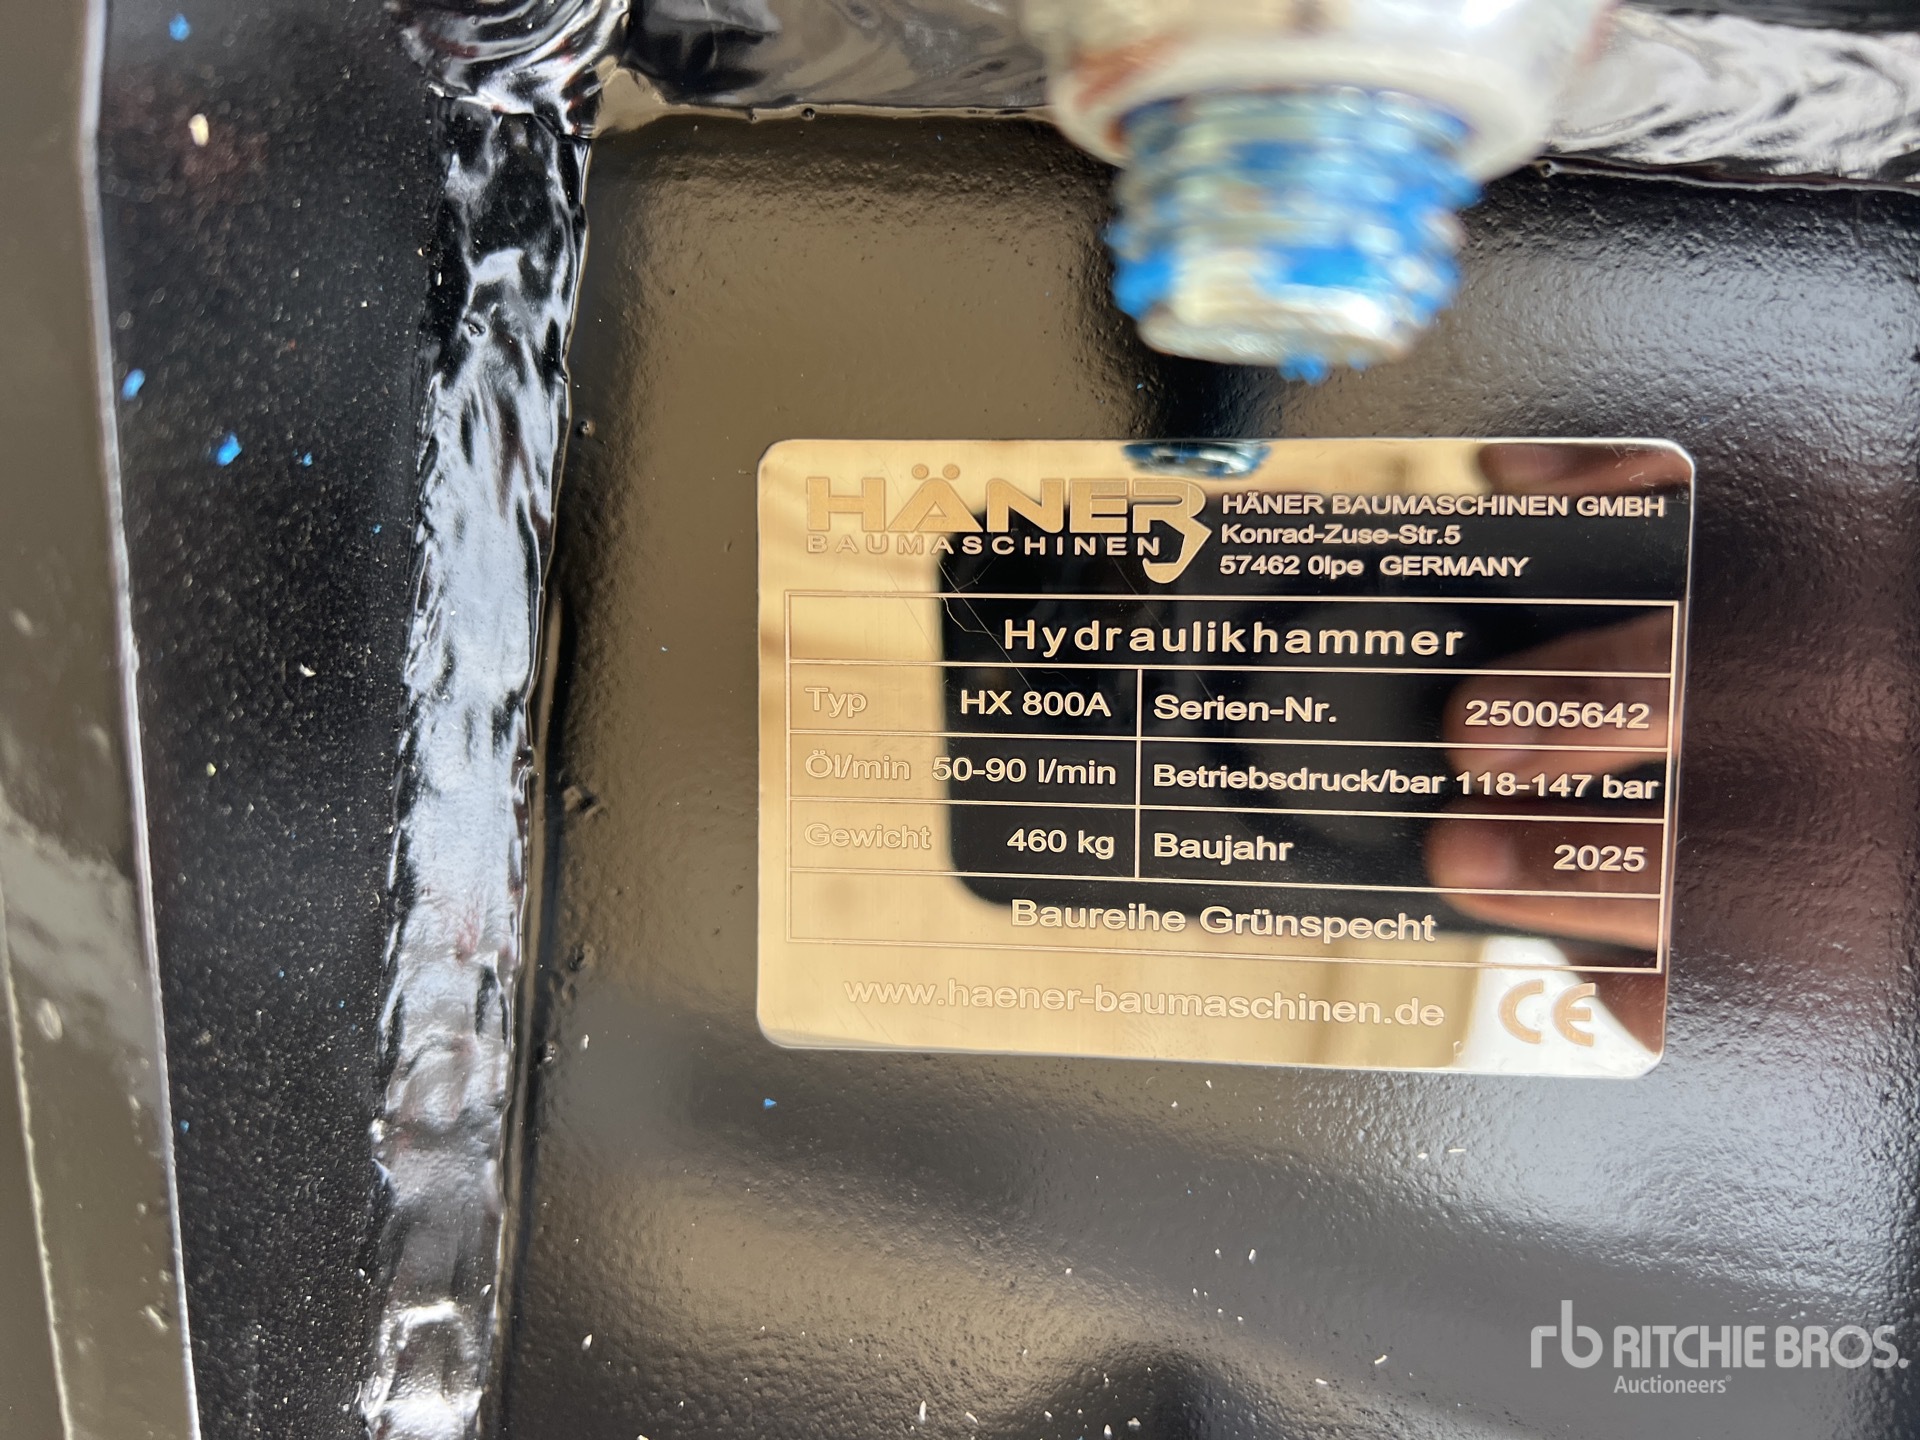 HÄNER
BAUMASCHINEN
HÄNER BAUMASCHINEN GMBH
Konrad-Zuse-Str.5
57462 Olpe GERMANY
Hydraulikhammer
Typ HX 800A Serien-Nr. 25005642
Öl/min 50-90 l/min Betriebsdruck/bar 118-147 bar
Gewicht 460 kg Baujahr 2025
Baureihe Grünspecht
www.haener-baumaschinen.de CE
rb RITCHIE BROS.
Auctioneers